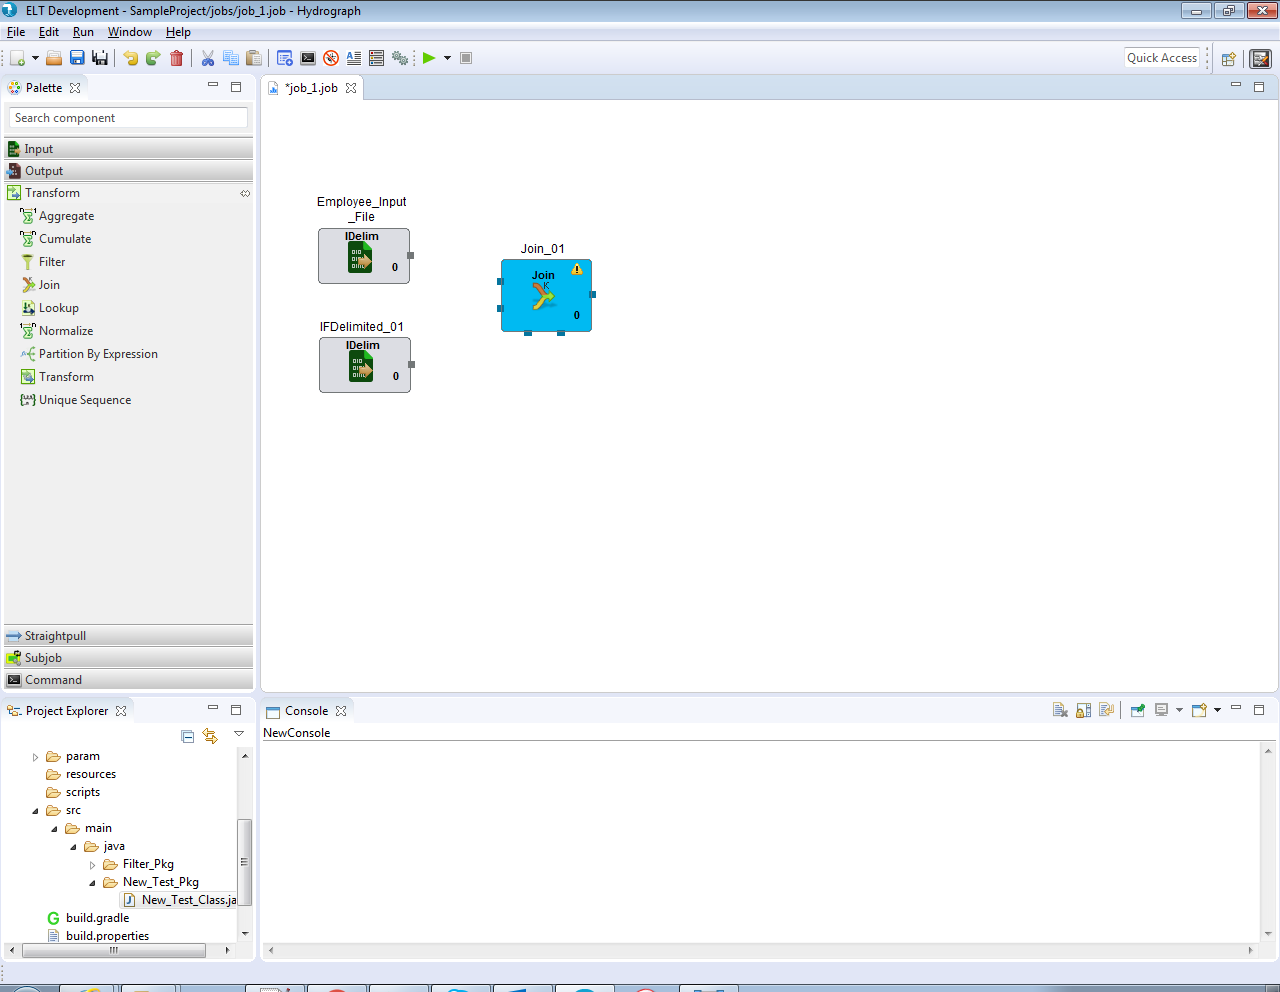 ELT Development - SampleProject/jobs/job_1.job - Hydrograph
File Edit Run Window Help
Quick Access
Palette
*job_1.job
Search component
Input
Output
Transform
Aggregate
Cumulate
Filter
Join
Lookup
Normalize
Partition By Expression
Transform
Unique Sequence
Straightpull
Subjob
Command
Employee_Input
_File
IDelim
0
IFDelimited_01
IDelim
0
Join_01
Join
K
0
Project Explorer
param
resources
scripts
src
main
java
Filter_Pkg
New_Test_Pkg
New_Test_Class.ja
build.gradle
build.properties
Console
NewConsole